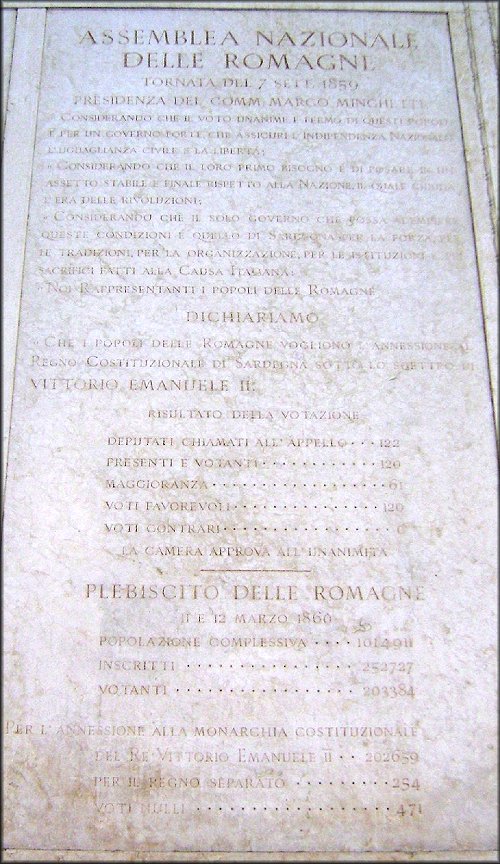 ASSEMBLEA NAZIONALE
DELLE ROMAGNE
TORNATA DEL 7 SETT. 1859
PRESIDENZA DEL COMM. MARCO MINGHETTI
« CONSIDERANDO CHE IL VOTO UNANIME E FERMO DI QUESTI POPOLI
E PER UN GOVERNO FORTE CHE ASSICURI L'INDIPENDENZA NAZIONALE
L'UGUAGLIANZA CIVILE E LA LIBERTÀ;
« CONSIDERANDO CHE IL LORO PRIMO BISOGNO È DI POSARE IN UN
ASSETTO STABILE E FINALE RISPETTO ALLA NAZIONE, IL QUALE CHIUDA
L'ERA DELLE RIVOLUZIONI;
« CONSIDERANDO CHE IL SOLO GOVERNO CHE POSSA ADEMPIERE
QUESTE CONDIZIONI È QUELLO DI SARDEGNA PER LA FORZA, PER
LE TRADIZIONI, PER LA ORGANIZZAZIONE, PER LE ISTITUZIONI E PEI
SACRIFICI FATTI ALLA CAUSA ITALIANA:
« NOI RAPPRESENTANTI I POPOLI DELLE ROMAGNE
DICHIARIAMO
« CHE I POPOLI DELLE ROMAGNE VOGLIONO L'ANNESSIONE AL
REGNO COSTITUZIONALE DI SARDEGNA SOTTO LO SCETTRO DI
VITTORIO EMANUELE II:
RISULTATO DELLA VOTAZIONE
DEPUTATI CHIAMATI ALL'APPELLO · · · 122
PRESENTI E VOTANTI · · · · · · · · · · · · 120
MAGGIORANZA · · · · · · · · · · · · · · · · · 61
VOTI FAVOREVOLI · · · · · · · · · · · · · · 120
VOTI CONTRARI · · · · · · · · · · · · · · · · 0
LA CAMERA APPROVA ALL'UNANIMITÀ
PLEBISCITO DELLE ROMAGNE
11 E 12 MARZO 1860
POPOLAZIONE COMPLESSIVA · · · · 1014911
INSCRITTI · · · · · · · · · · · · · · · · · 252727
VOTANTI · · · · · · · · · · · · · · · · · · 203384
PER L'ANNESSIONE ALLA MONARCHIA COSTITUZIONALE
DEL RE VITTORIO EMANUELE II · · 202659
PER IL REGNO SEPARATO · · · · · · · · · 254
VOTI NULLI · · · · · · · · · · · · · · · · · 471